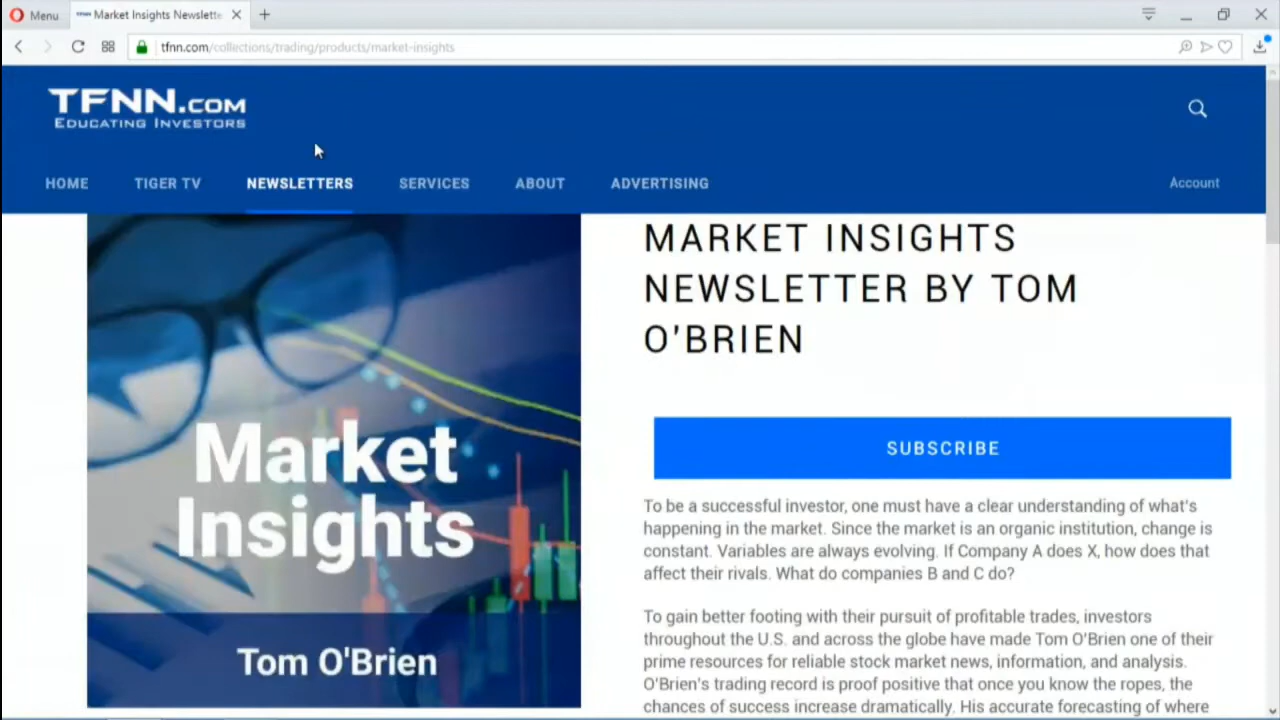 Menu
Market Insights Newslette
tfnn.com/collections/trading/products/market-insights
TFNN.COM
EDUCATING INVESTORS
HOME TIGER TV NEWSLETTERS SERVICES ABOUT ADVERTISING Account
MARKET INSIGHTS
NEWSLETTER BY TOM
O'BRIEN
Market
Insights
Tom O'Brien
SUBSCRIBE
To be a successful investor, one must have a clear understanding of what's
happening in the market. Since the market is an organic institution, change is
constant. Variables are always evolving. If Company A does X, how does that
affect their rivals. What do companies B and C do?
To gain better footing with their pursuit of profitable trades, investors
throughout the U.S. and across the globe have made Tom O'Brien one of their
prime resources for reliable stock market news, information, and analysis.
O'Brien's trading record is proof positive that once you know the ropes, the
chances of success increase dramatically. His accurate forecasting of where